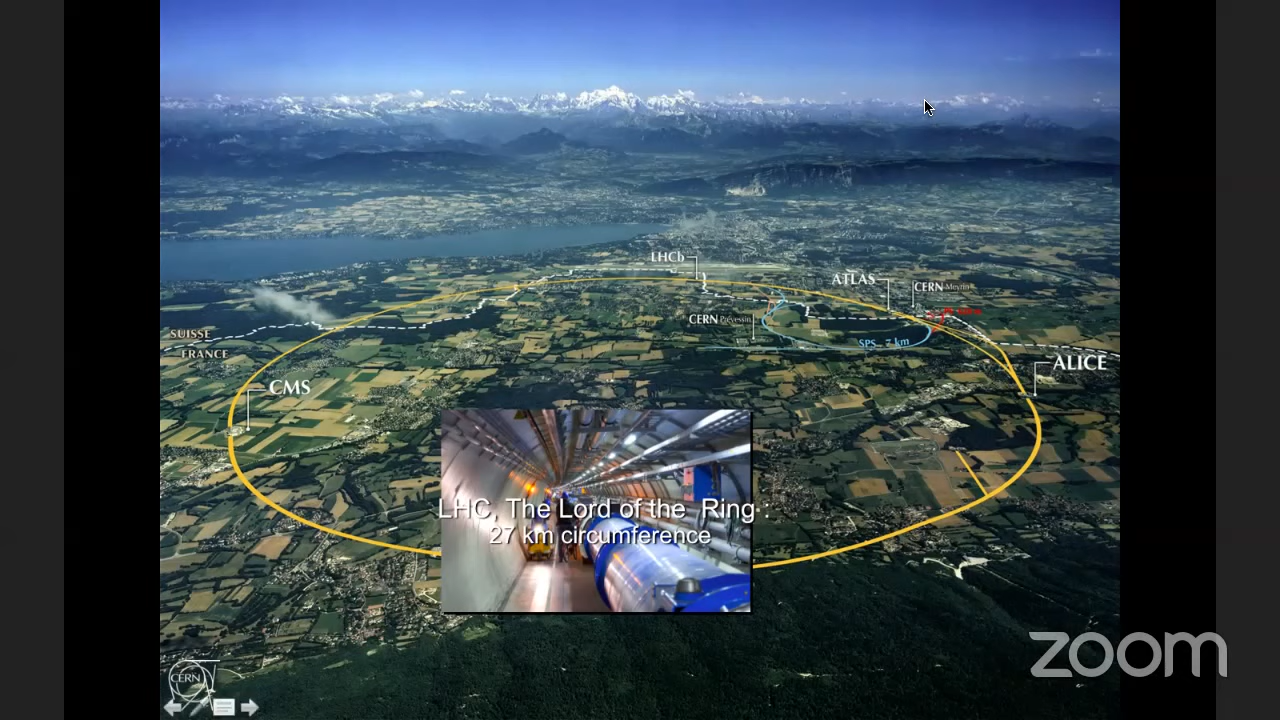 LHCb
ATLAS
CERN Meyrin
CERN Prévessin
SUISSE
FRANCE
SPS 7 km
ALICE
CMS
LHC, The Lord of the Ring :
27 km circumference
CERN
zoom